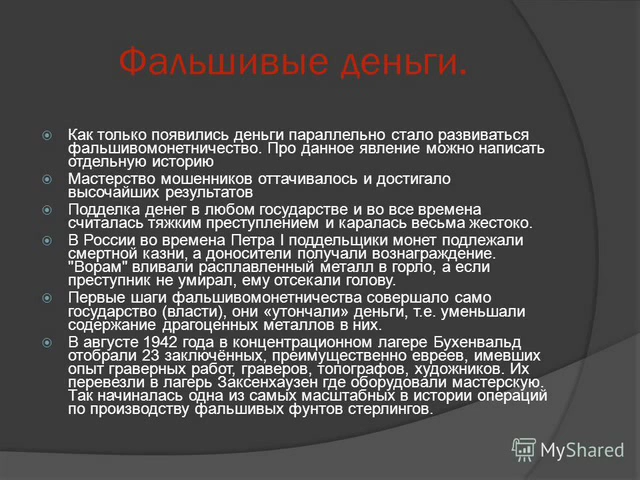 Фальшивые деньги.
Как только появились деньги параллельно стало развиваться
фальшивомонетничество. Про данное явление можно написать
отдельную историю
Мастерство мошенников оттачивалось и достигало
высочайших результатов
Подделка денег в любом государстве и во все времена
считалась тяжким преступлением и каралась весьма жестоко.
В России во времена Петра I поддельщики монет подлежали
смертной казни, а доносители получали вознаграждение.
"Ворам" вливали расплавленный металл в горло, а если
преступник не умирал, ему отсекали голову.
Первые шаги фальшивомонетничества совершало само
государство (власти), они «утончали» деньги, т.е. уменьшали
содержание драгоценных металлов в них.
В августе 1942 года в концентрационном лагере Бухенвальд
отобрали 23 заключённых, преимущественно евреев, имевших
опыт граверных работ, граверов, топографов, художников. Их
перевезли в лагерь Заксенхаузен где оборудовали мастерскую.
Так начиналась одна из самых масштабных в истории операций
по производству фальшивых фунтов стерлингов.
MyShared